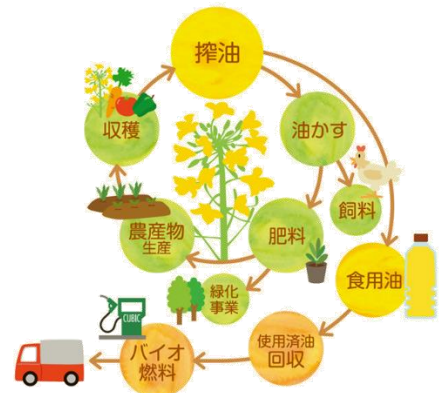 搾油
収穫
油かす
飼料
農産物
生産
肥料
食用油
緑化
事業
CUBIC
使用済油
回収
バイオ
燃料